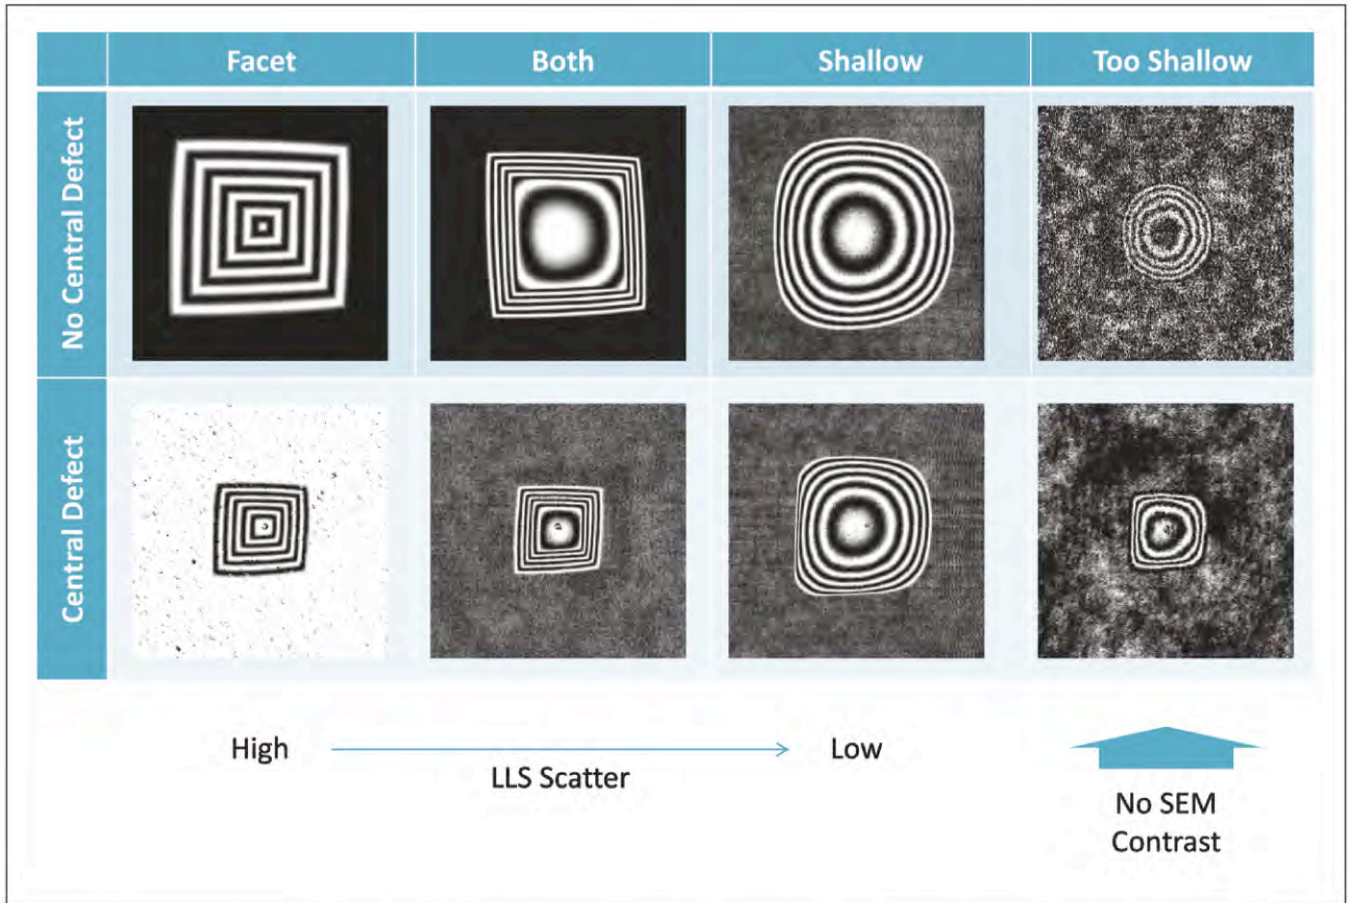 Facet
Both
Shallow
Too Shallow
No Central Defect
Central Defect
High
Low
LLS Scatter
No SEM
Contrast